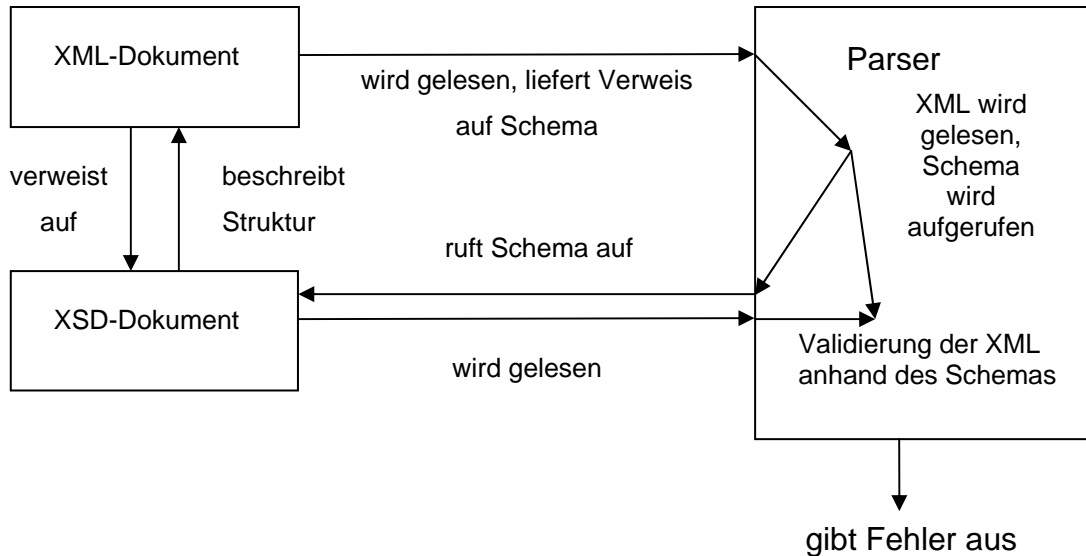 XML-Dokument
wird gelesen, liefert Verweis
auf Schema
Parser
XML wird
gelesen,
Schema
wird
aufgerufen
verweist
auf
beschreibt
Struktur
ruft Schema auf
XSD-Dokument
wird gelesen
Validierung der XML
anhand des Schemas
gibt Fehler aus